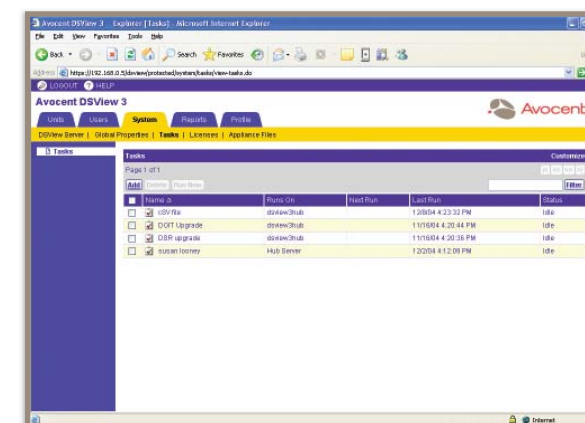 Avocent DSView 3 Explorer [Tasks] - Microsoft Internet Explorer
File Edit View Favorites Tools Help
Back Search Favorites
Address https://192.168.0.5/dsview/protected/system/tasks/view-tasks.do
LOGOUT HELP
Avocent DSView 3
Avocent
Units Users System Reports Profile
DSView Server | Global Properties | Tasks | Licenses | Appliance Files
Tasks
Tasks Customize
Page 1 of 1
Add Delete Run Now Filter
Name Runs On Next Run Last Run Status
cSV file dsview3hub 12/8/04 4:23:32 PM Idle
DOIT Upgrade dsview3hub 11/16/04 4:20:44 PM Idle
DSR upgrade dsview3hub 11/16/04 4:20:36 PM Idle
susan looney Hub Server 12/2/04 4:12:09 PM Idle
Internet